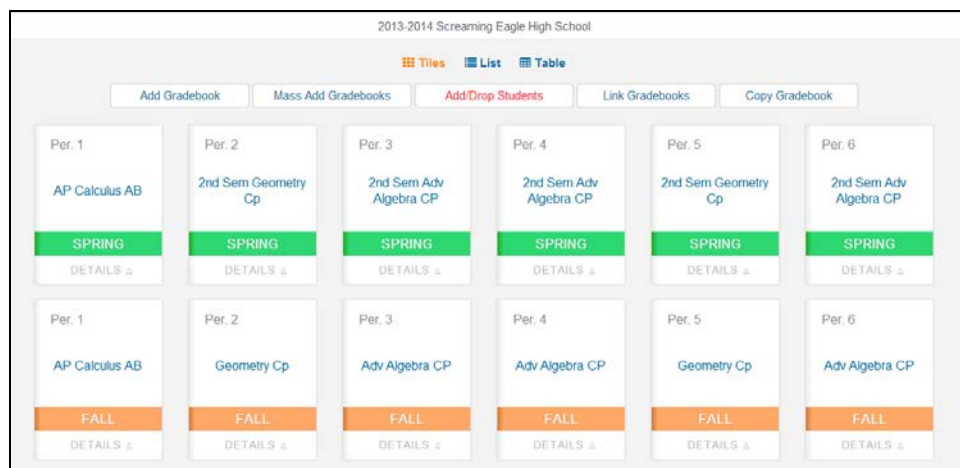 2013-2014 Screaming Eagle High School
Tiles List Table
Add Gradebook Mass Add Gradebooks Add/Drop Students Link Gradebooks Copy Gradebook
Per. 1 Per. 2 Per. 3 Per. 4 Per. 5 Per. 6
AP Calculus AB 2nd Sem Geometry 2nd Sem Adv 2nd Sem Adv 2nd Sem Geometry 2nd Sem Adv
Cp Algebra CP Algebra CP Cp Algebra CP
SPRING SPRING SPRING SPRING SPRING SPRING
DETAILS DETAILS DETAILS DETAILS DETAILS DETAILS
Per. 1 Per. 2 Per. 3 Per. 4 Per. 5 Per. 6
AP Calculus AB Geometry Cp Adv Algebra CP Adv Algebra CP Geometry Cp Adv Algebra CP
FALL FALL FALL FALL FALL FALL
DETAILS DETAILS DETAILS DETAILS DETAILS DETAILS